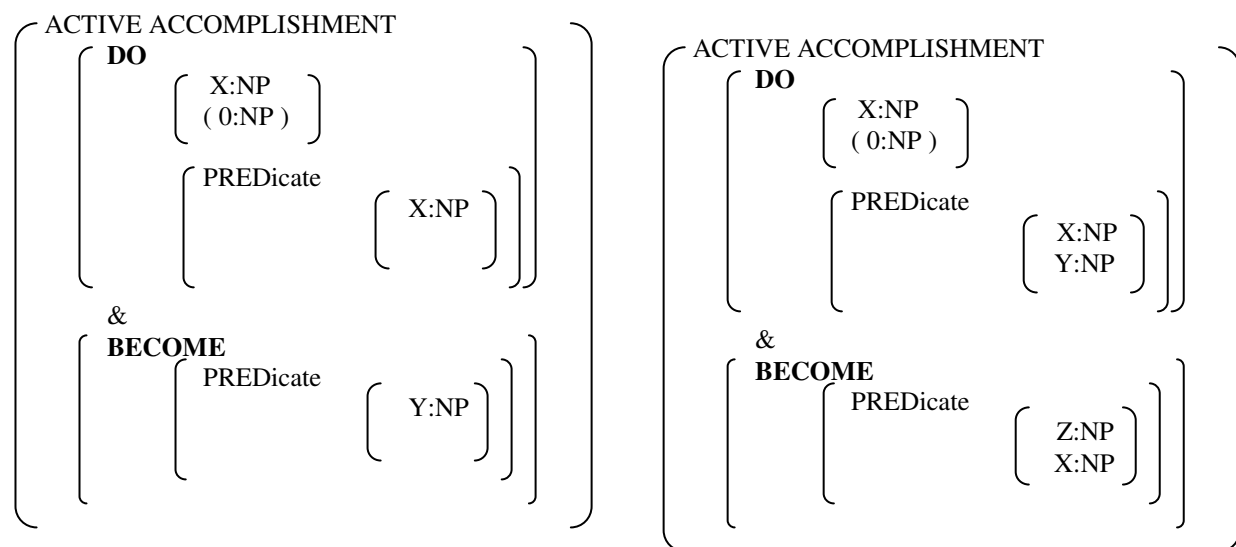 ACTIVE ACCOMPLISHMENT
DO
X:NP
( 0:NP )
PREDicate
X:NP
&
BECOME
PREDicate
Y:NP
ACTIVE ACCOMPLISHMENT
DO
X:NP
( 0:NP )
PREDicate
X:NP
Y:NP
&
BECOME
PREDicate
Z:NP
X:NP